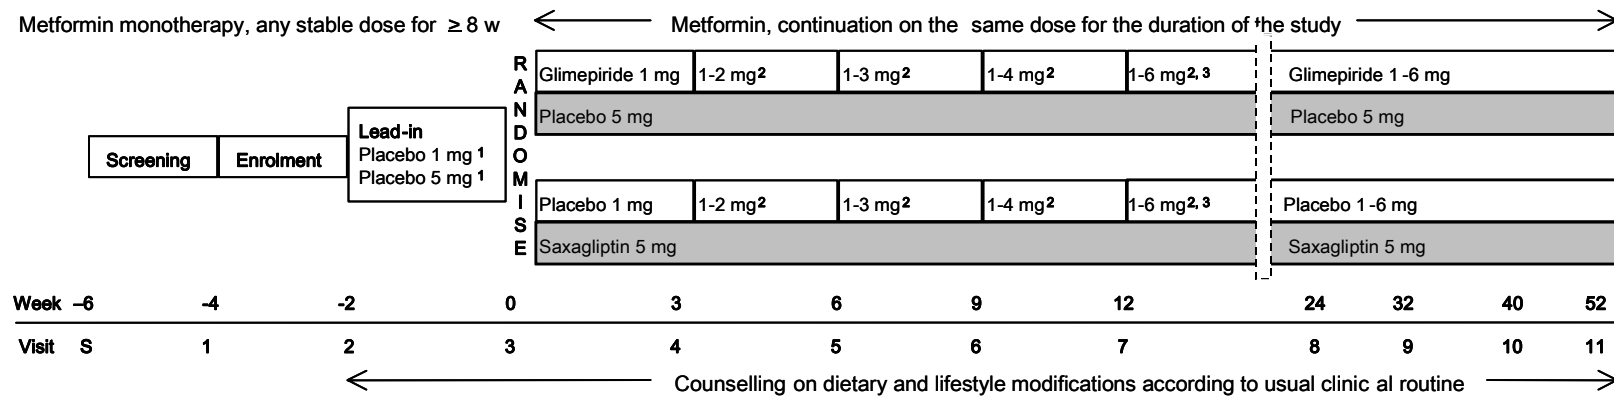 Metformin monotherapy, any stable dose for ≥ 8 w
Metformin, continuation on the same dose for the duration of the study
RANDOMISE
Glimepiride 1 mg 1-2 mg2 1-3 mg2 1-4 mg2 1-6 mg2, 3 Glimepiride 1-6 mg
Placebo 5 mg Placebo 5 mg
Screening Enrolment
Lead-in
Placebo 1 mg 1
Placebo 5 mg 1
Placebo 1 mg 1-2 mg2 1-3 mg2 1-4 mg2 1-6 mg2, 3 Placebo 1-6 mg
Saxagliptin 5 mg Saxagliptin 5 mg
Week –6 -4 -2 0 3 6 9 12 24 32 40 52
Visit S 1 2 3 4 5 6 7 8 9 10 11
Counselling on dietary and lifestyle modifications according to usual clinic al routine